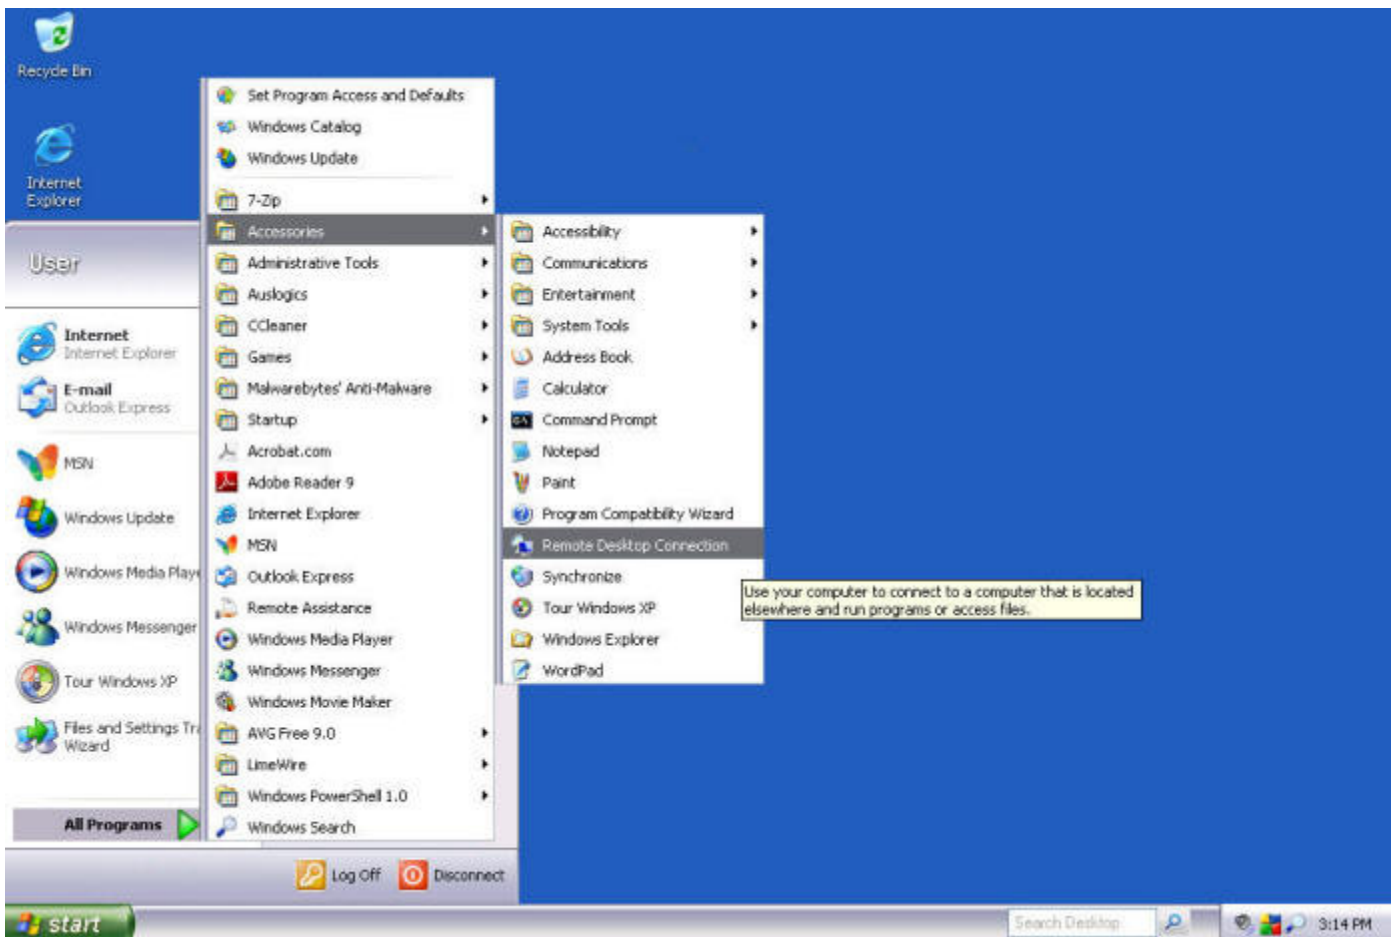 Recycle Bin
Internet
Explorer
User
Internet
Internet Explorer
E-mail
Outlook Express
MSN
Windows Update
Windows Media Playe
Windows Messenger
Tour Windows XP
Files and Settings Tra
Wizard
All Programs
Set Program Access and Defaults
Windows Catalog
Windows Update
7-Zip
Accessories
Administrative Tools
Auslogics
CCleaner
Games
Malwarebytes' Anti-Malware
Startup
Acrobat.com
Adobe Reader 9
Internet Explorer
MSN
Outlook Express
Remote Assistance
Windows Media Player
Windows Messenger
Windows Movie Maker
AVG Free 9.0
LimeWire
Windows PowerShell 1.0
Windows Search
Accessibility
Communications
Entertainment
System Tools
Address Book
Calculator
Command Prompt
Notepad
Paint
Program Compatibility Wizard
Remote Desktop Connection
Synchronize
Tour Windows XP
Windows Explorer
WordPad
Use your computer to connect to a computer that is located
elsewhere and run programs or access files.
Log Off
Disconnect
start
Search Desktop
3:14 PM